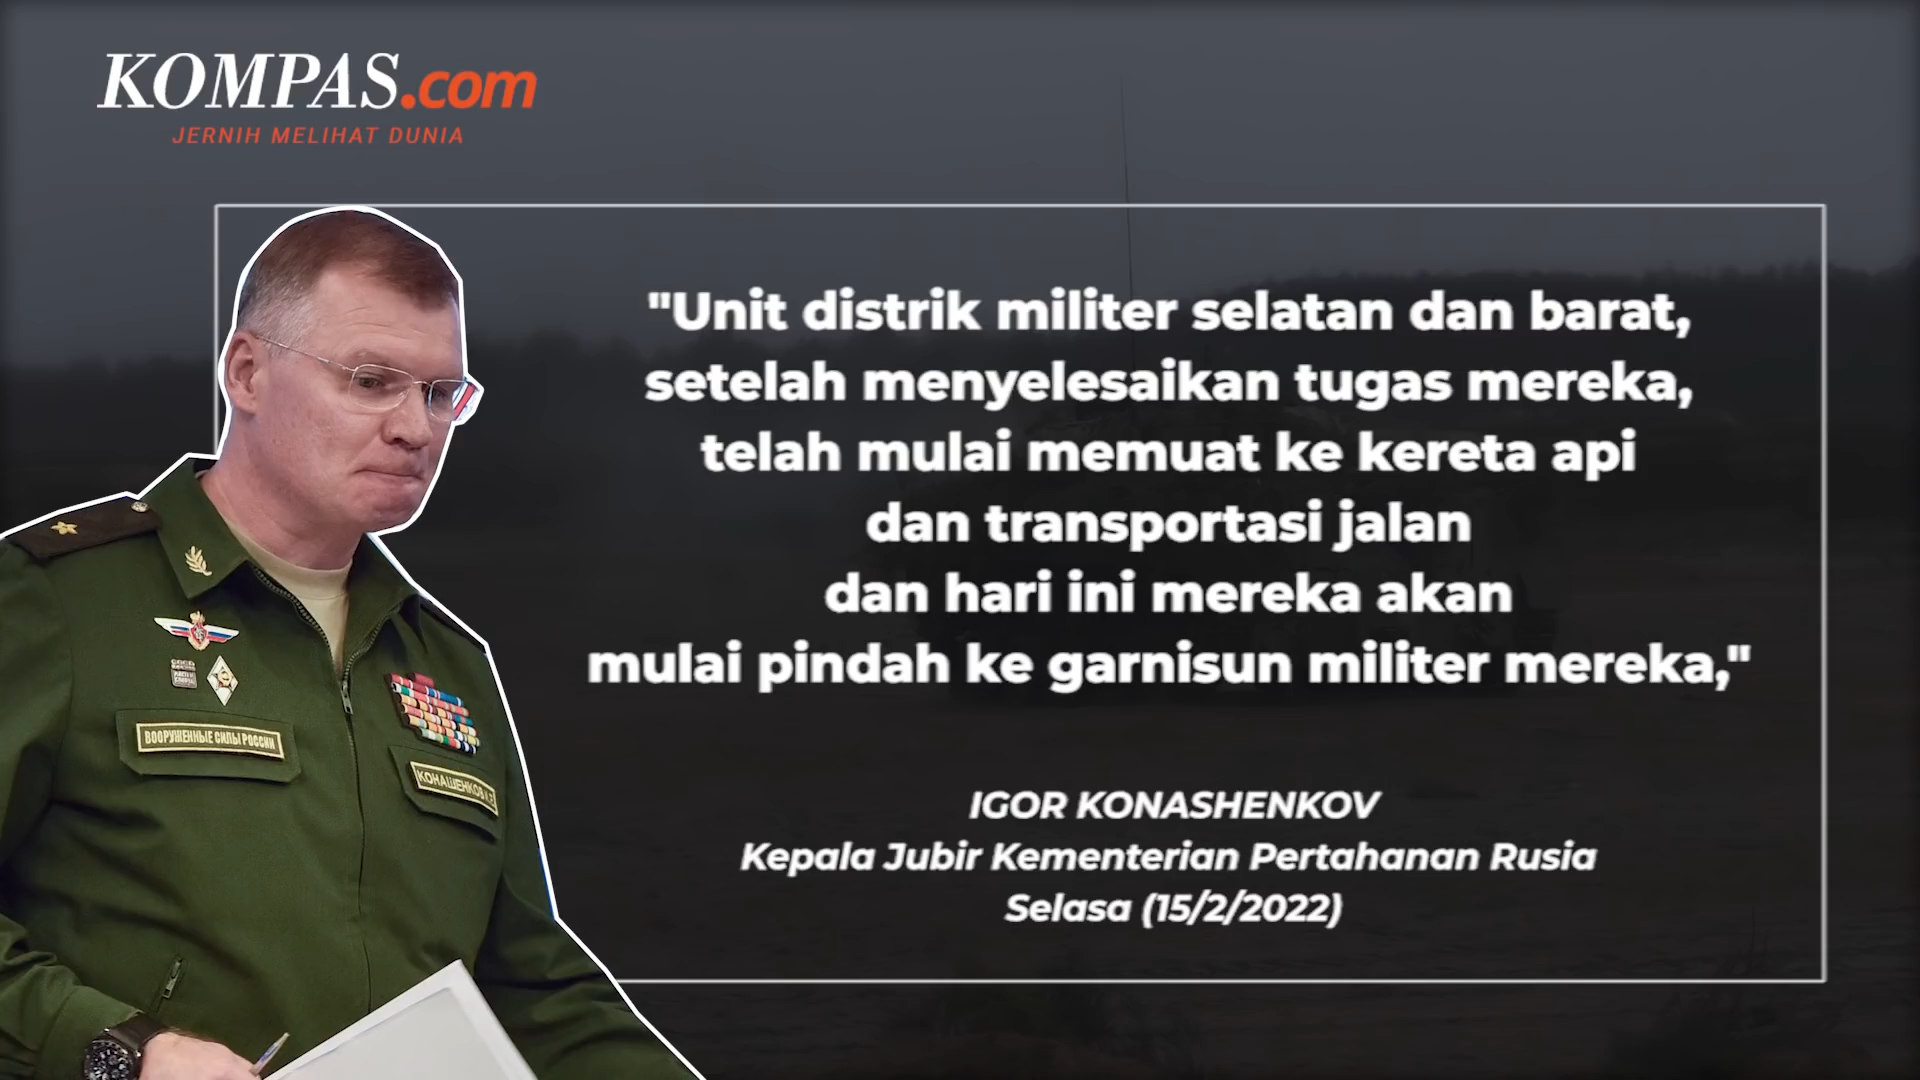 KOMPAS.com
JERNIH MELIHAT DUNIA
"Unit distrik militer selatan dan barat,
setelah menyelesaikan tugas mereka,
telah mulai memuat ke kereta api
dan transportasi jalan
dan hari ini mereka akan
mulai pindah ke garnisun militer mereka,"
IGOR KONASHENKOV
Kepala Jubir Kementerian Pertahanan Rusia
Selasa (15/2/2022)
ВООРУЖЕННЫЕ СИЛЫ РОССИИ
КОНАШЕНКОВ И.Е